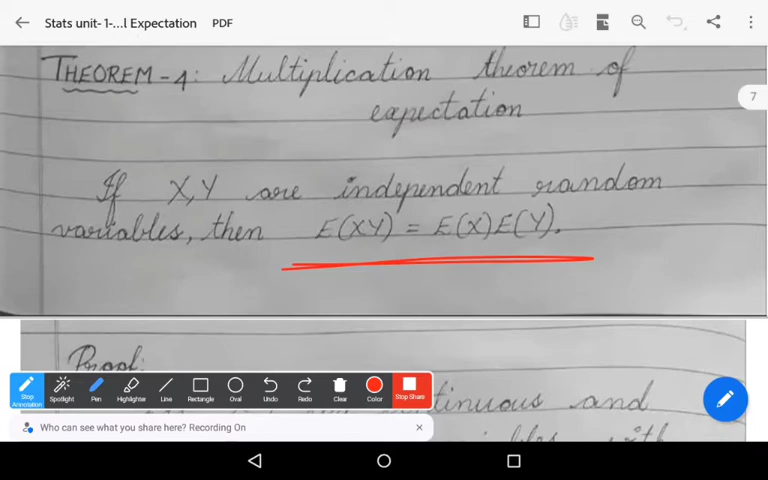 Stats unit- 1-...l Expectation PDF
THEOREM-4: Multiplication theorem of
expectation
7
If X,Y are independent random
variables, then E(XY) = E(X)E(Y).
Proof:
and
Stop Annotation Spotlight Pen Highlighter Line Rectangle Oval Undo Redo Clear Color Stop Share
Who can see what you share here? Recording On